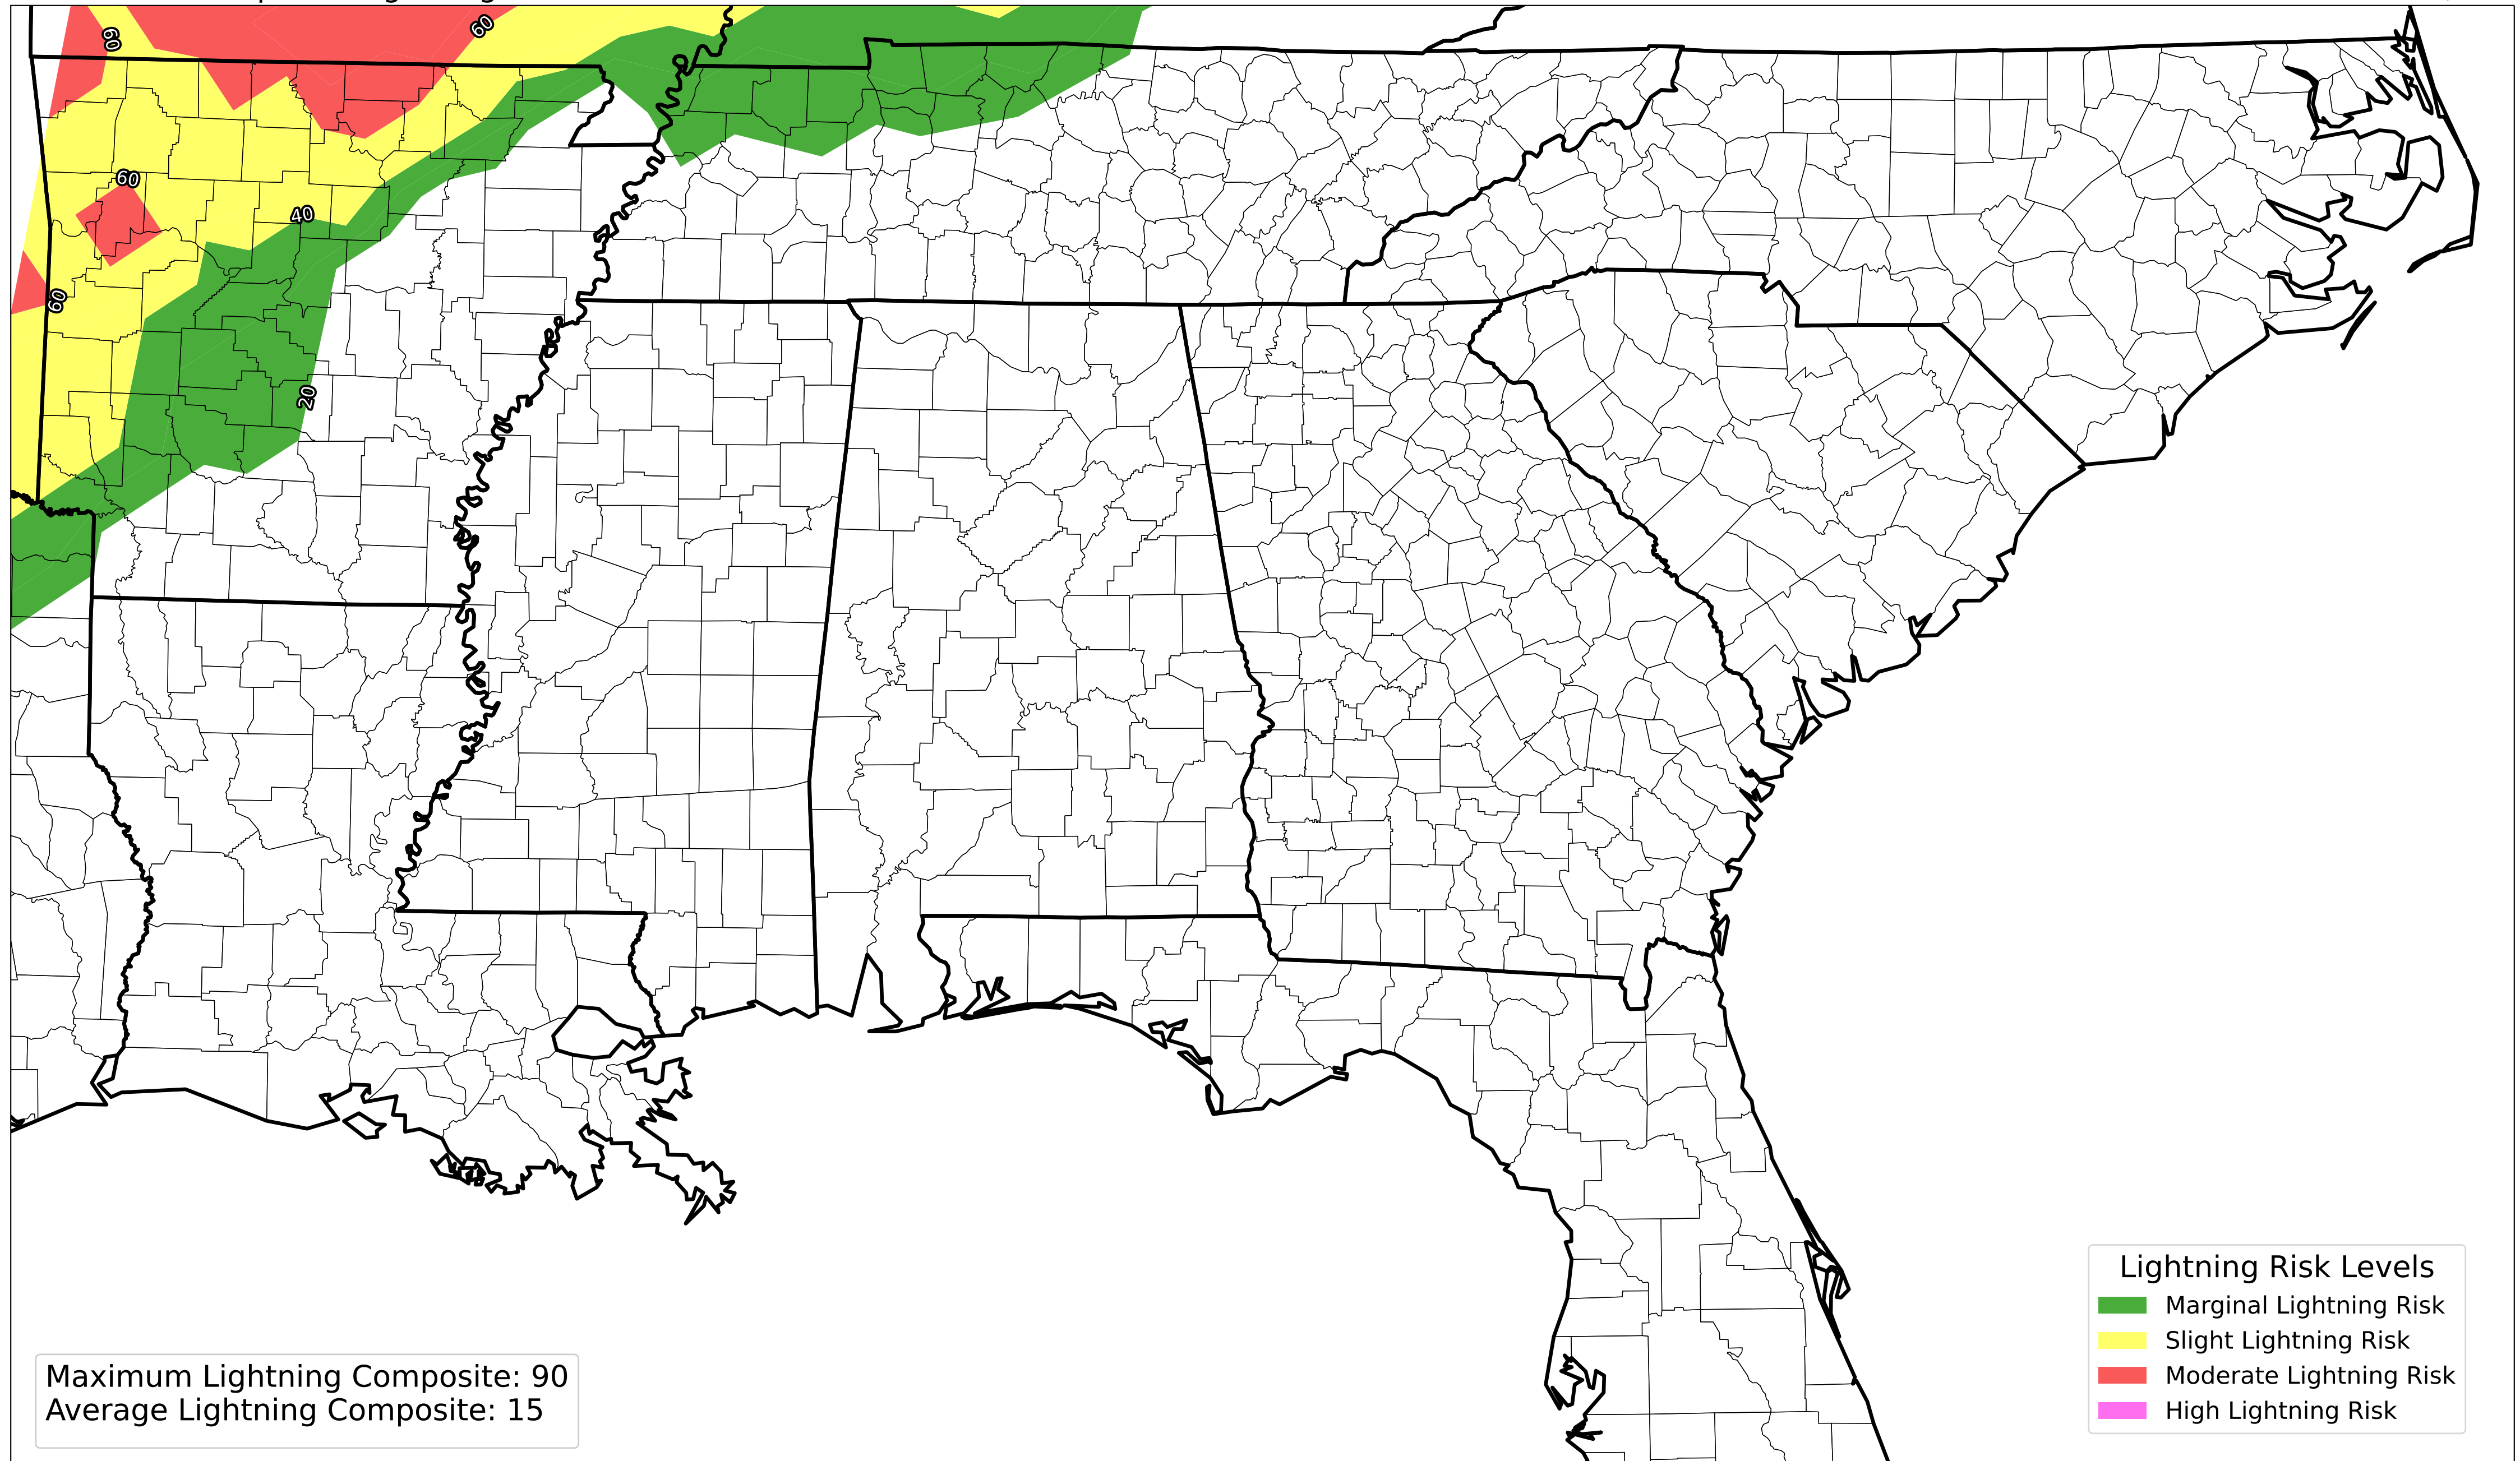 60
60
60
40
60
20
Lightning Risk Levels
Marginal Lightning Risk
Slight Lightning Risk
Moderate Lightning Risk
High Lightning Risk
Maximum Lightning Composite: 90
Average Lightning Composite: 15